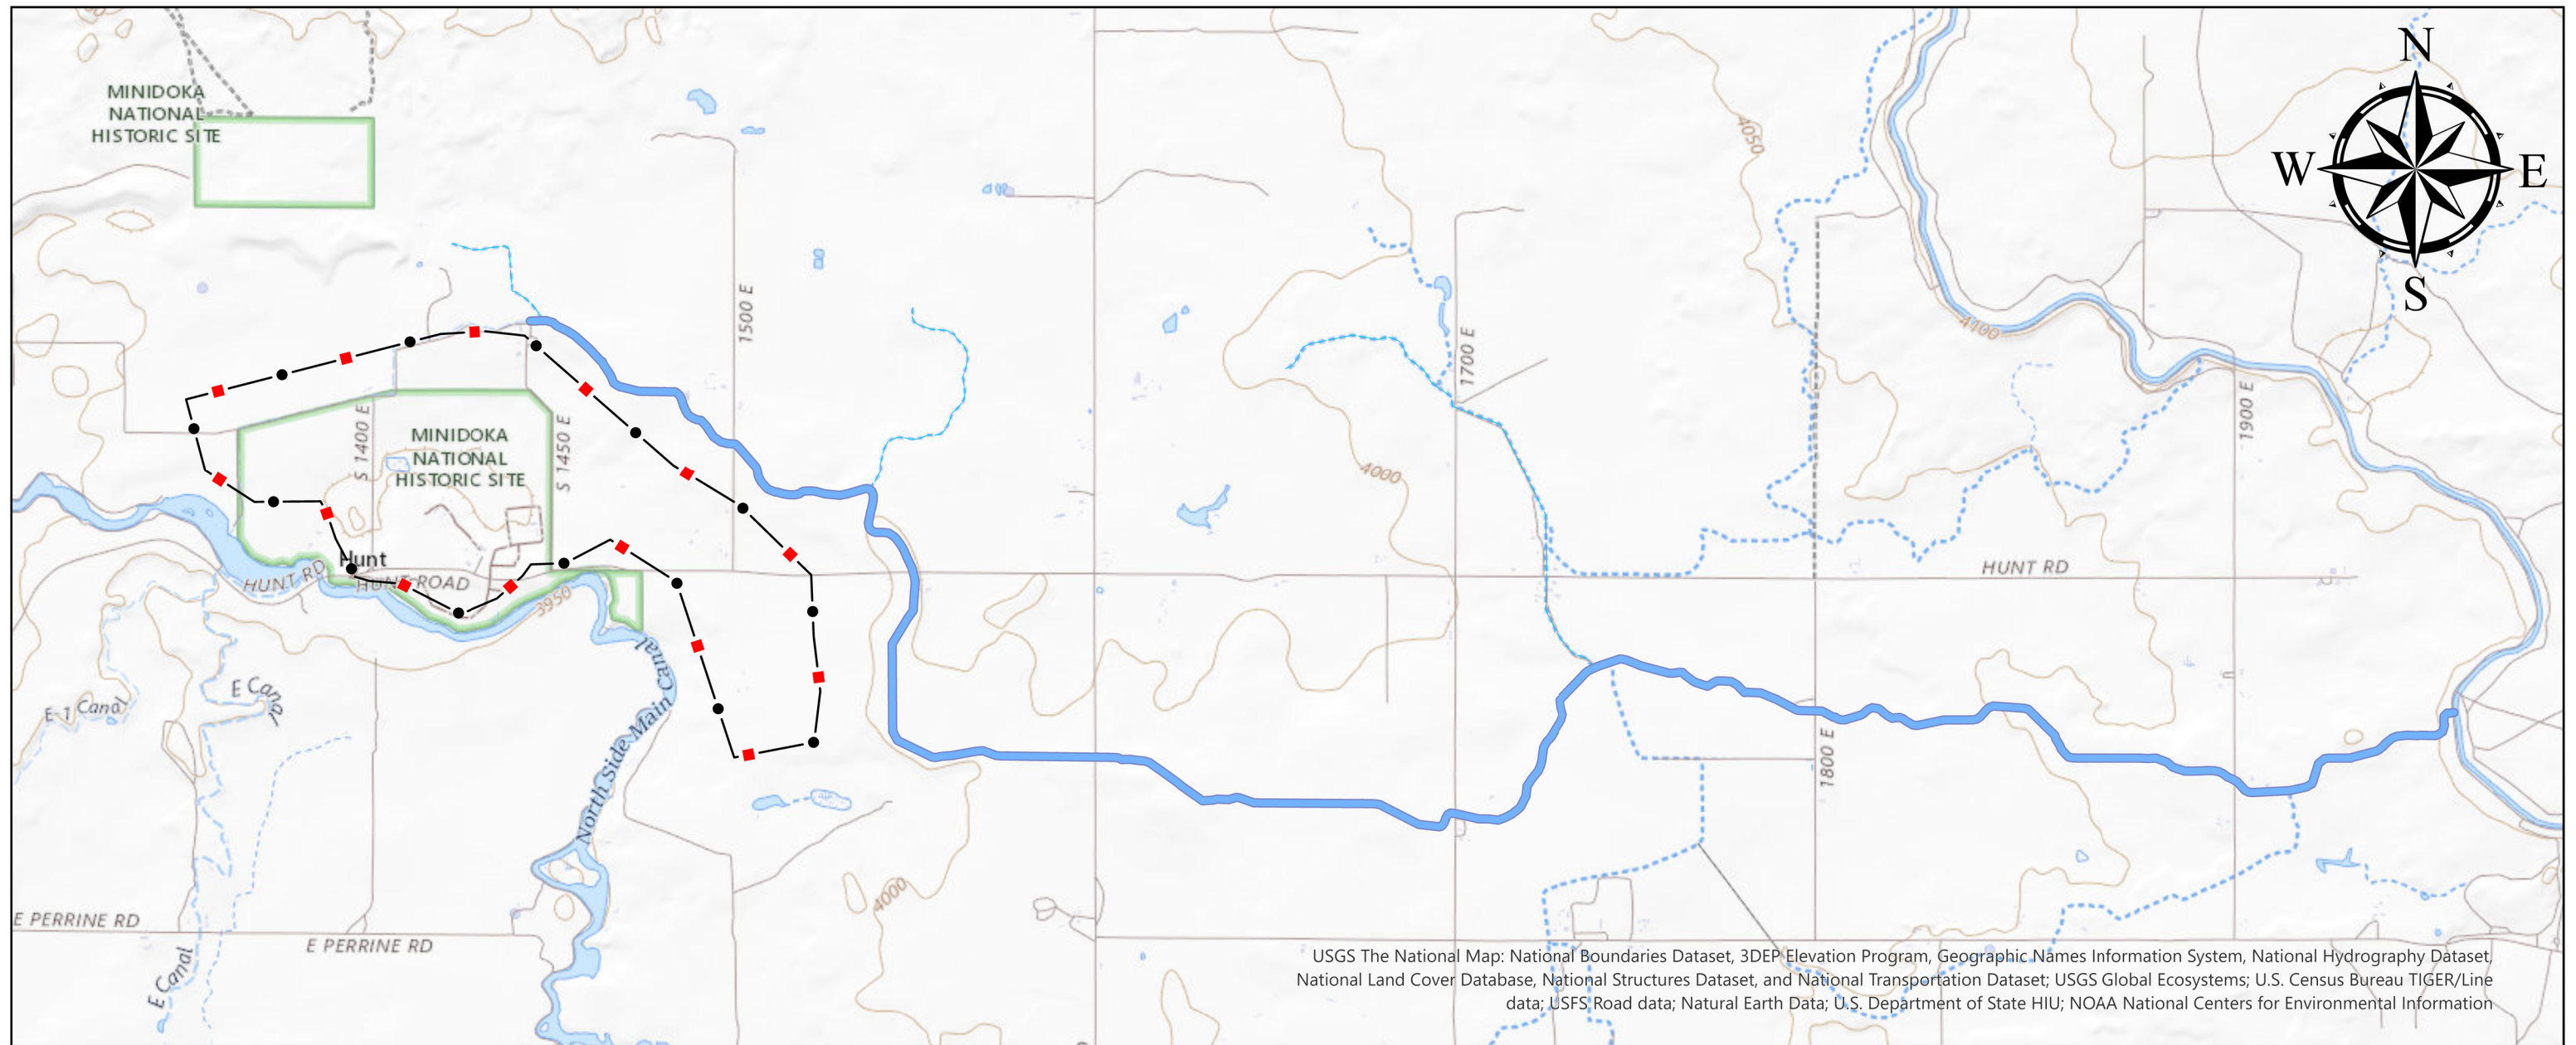 N
MINIDOKA
NATIONAL
HISTORIC SITE
4050
W
E
S
1500 E
4100
1700 E
1900 E
S 1400 E
MINIDOKA
NATIONAL
HISTORIC SITE
S 1450 E
4000
Hunt
HUNT RD
HUNT ROAD
HUNT RD
3950
North Side Main Canal
E Canal
E-1 Canal
1800 E
4000
E PERRINE RD
E PERRINE RD
E Canal
USGS The National Map: National Boundaries Dataset, 3DEP Elevation Program, Geographic Names Information System, National Hydrography Dataset,
National Land Cover Database, National Structures Dataset, and National Transportation Dataset; USGS Global Ecosystems; U.S. Census Bureau TIGER/Line
data; USFS Road data; Natural Earth Data; U.S. Department of State HIU; NOAA National Centers for Environmental Information